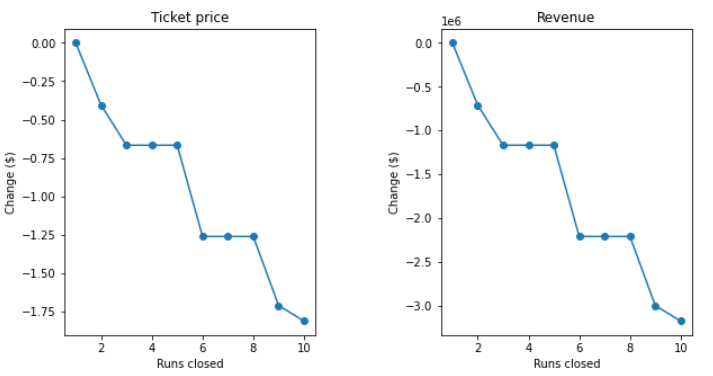 Ticket price
0.00
−0.25
−0.50
−0.75
−1.00
−1.25
−1.50
−1.75
Change ($)
2 4 6 8 10
Runs closed
Revenue
1e6
0.0
−0.5
−1.0
−1.5
−2.0
−2.5
−3.0
Change ($)
2 4 6 8 10
Runs closed